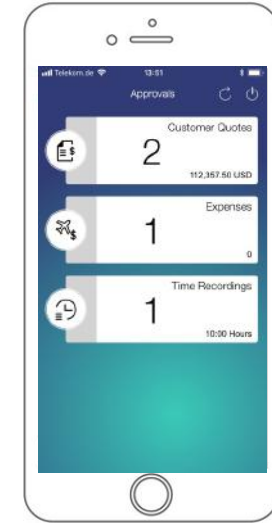 Telekom.de 13:51
Approvals
Customer Quotes
2
112,357.50 USD
Expenses
1
0
Time Recordings
1
10:00 Hours